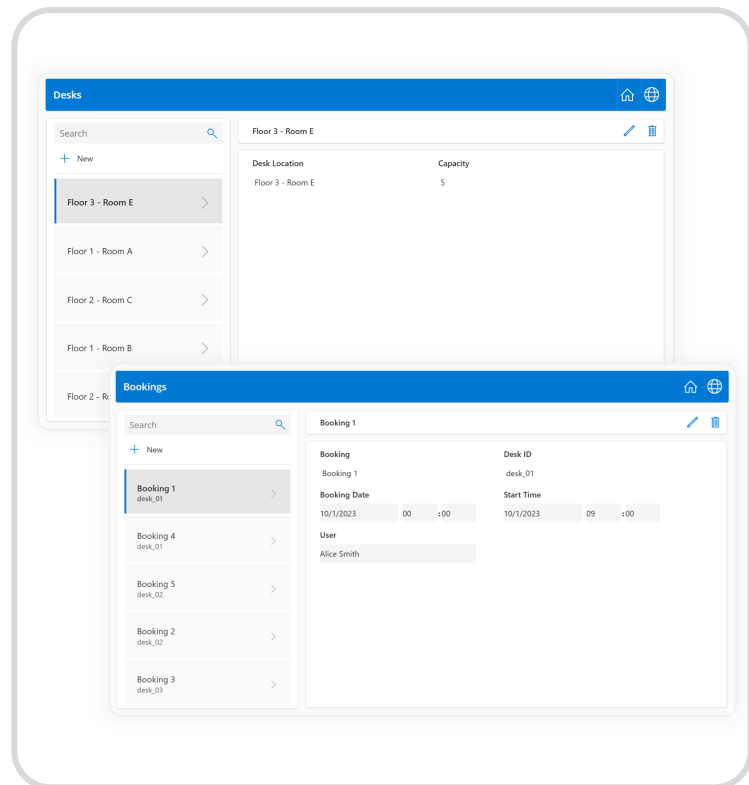 Desks
Search
New
Floor 3 - Room E
Floor 1 - Room A
Floor 2 - Room C
Floor 1 - Room B
Floor 2 -
Floor 3 - Room E
Desk Location Capacity
Floor 3 - Room E 5
Bookings
Search
New
Booking 1
desk_01
Booking 4
desk_01
Booking 5
desk_02
Booking 2
desk_02
Booking 3
desk_03
Booking 1
Booking Desk ID
Booking 1 desk_01
Booking Date Start Time
10/1/2023 00 :00 10/1/2023 09 :00
User
Alice Smith